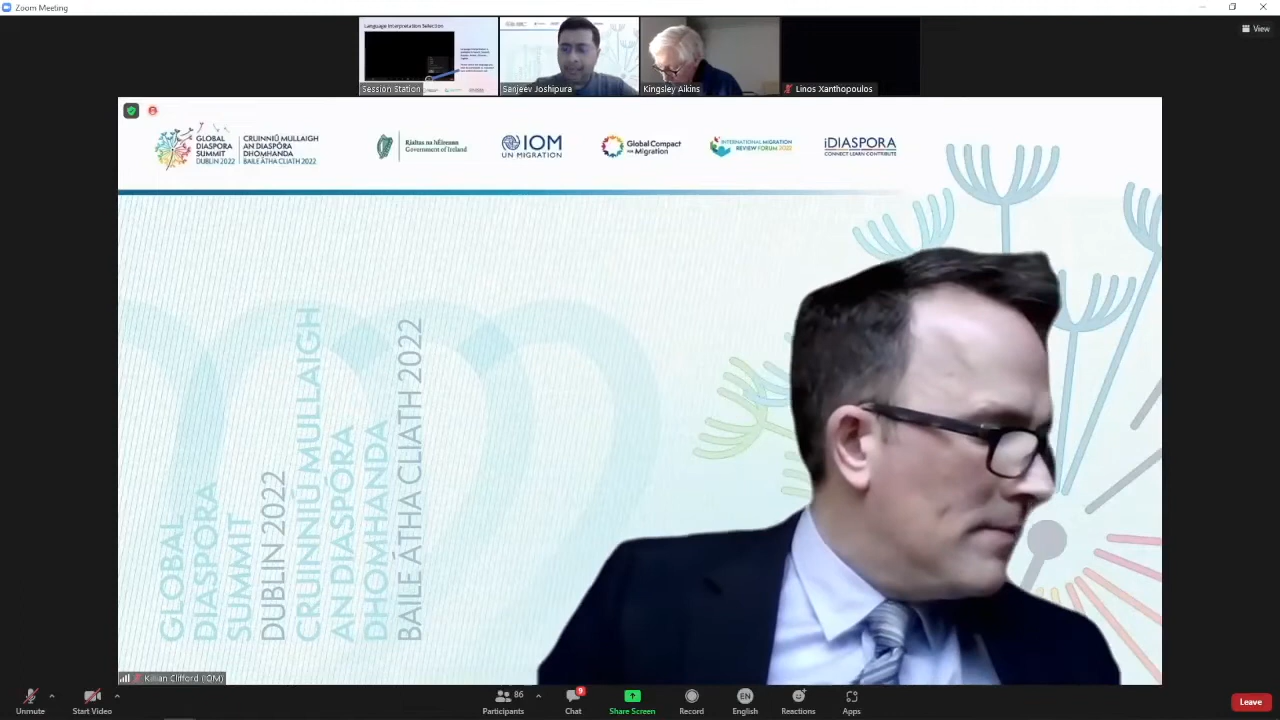 Zoom Meeting
View
Language Interpretation Selection
Session Station
Sanjeev Joshipura
Kingsley Aikins
Linos Xanthopoulos
GLOBAL
DIASPORA
SUMMIT
DUBLIN 2022
CRUINNIÚ MULLAIGH
AN DIASPÓRA
DHOMHANDA
BAILE ÁTHA CLIATH 2022
Rialtas na hÉireann
Government of Ireland
IOM
UN MIGRATION
Global Compact
FOR Migration
INTERNATIONAL MIGRATION
REVIEW FORUM 2022
iDIASPORA
CONNECT LEARN CONTRIBUTE
GLOBAL
DIASPORA
SUMMIT
DUBLIN 2022
CRUINNIÚ MULLAIGH
AN DIASPÓRA
DHOMHANDA
BAILE ÁTHA CLIATH 2022
Killian Clifford (IOM)
Unmute
Start Video
86
Participants
9
Chat
Share Screen
Record
EN
English
Reactions
Apps
Leave